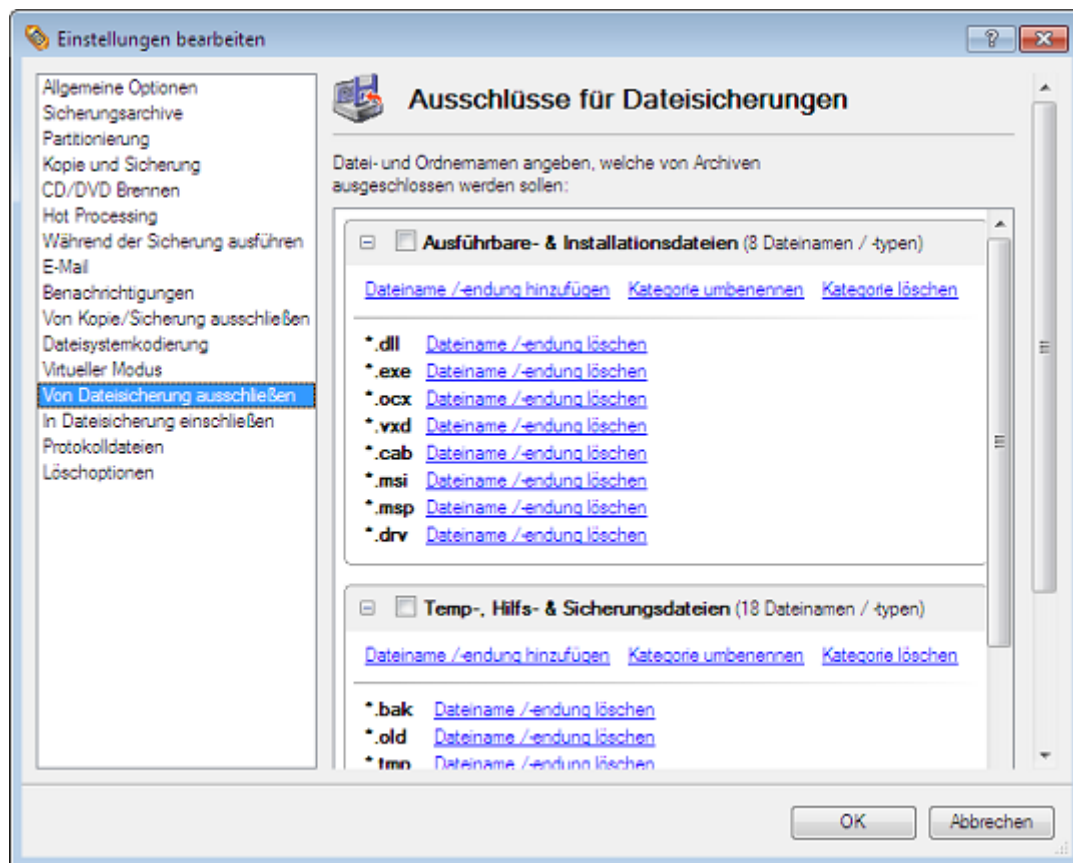 Einstellungen bearbeiten
Allgemeine Optionen
Sicherungsarchive
Partitionierung
Kopie und Sicherung
CD/DVD Brennen
Hot Processing
Während der Sicherung ausführen
E-Mail
Benachrichtigungen
Von Kopie/Sicherung ausschließen
Dateisystemkodierung
Virtueller Modus
Von Dateisicherung ausschließen
In Dateisicherung einschließen
Protokolldateien
Löschoptionen
Ausschlüsse für Dateisicherungen
Datei- und Ordnernamen angeben, welche von Archiven
ausgeschlossen werden sollen:
Ausführbare- & Installationsdateien (8 Dateinamen / -typen)
Dateiname /-endung hinzufügen Kategorie umbenennen Kategorie löschen
*.dll Dateiname /-endung löschen
*.exe Dateiname /-endung löschen
*.ocx Dateiname /-endung löschen
*.vxd Dateiname /-endung löschen
*.cab Dateiname /-endung löschen
*.msi Dateiname /-endung löschen
*.msp Dateiname /-endung löschen
*.drv Dateiname /-endung löschen
Temp-, Hilfs- & Sicherungsdateien (18 Dateinamen / -typen)
Dateiname /-endung hinzufügen Kategorie umbenennen Kategorie löschen
*.bak Dateiname /-endung löschen
*.old Dateiname /-endung löschen
*.tmp Dateiname /-endung löschen
OK Abbrechen